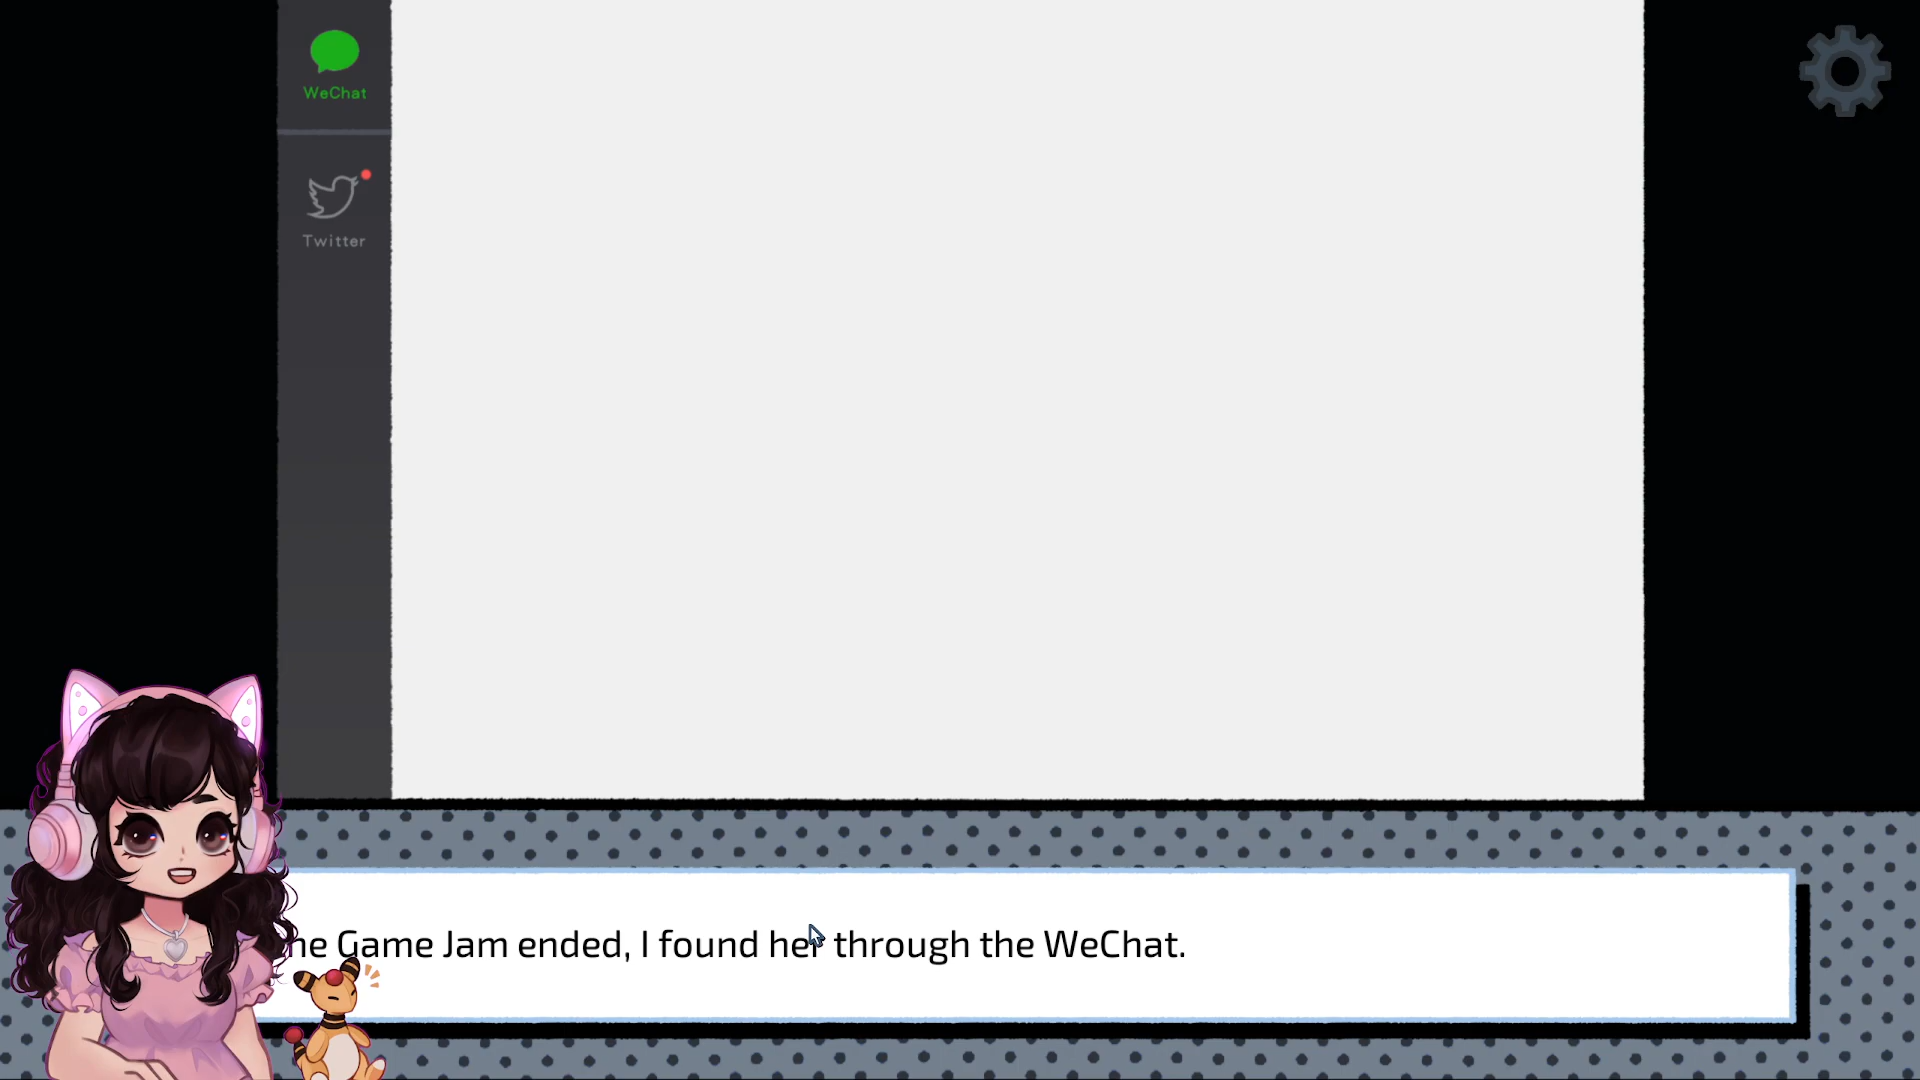 WeChat
Twitter
he Game Jam ended, I found her through the WeChat.